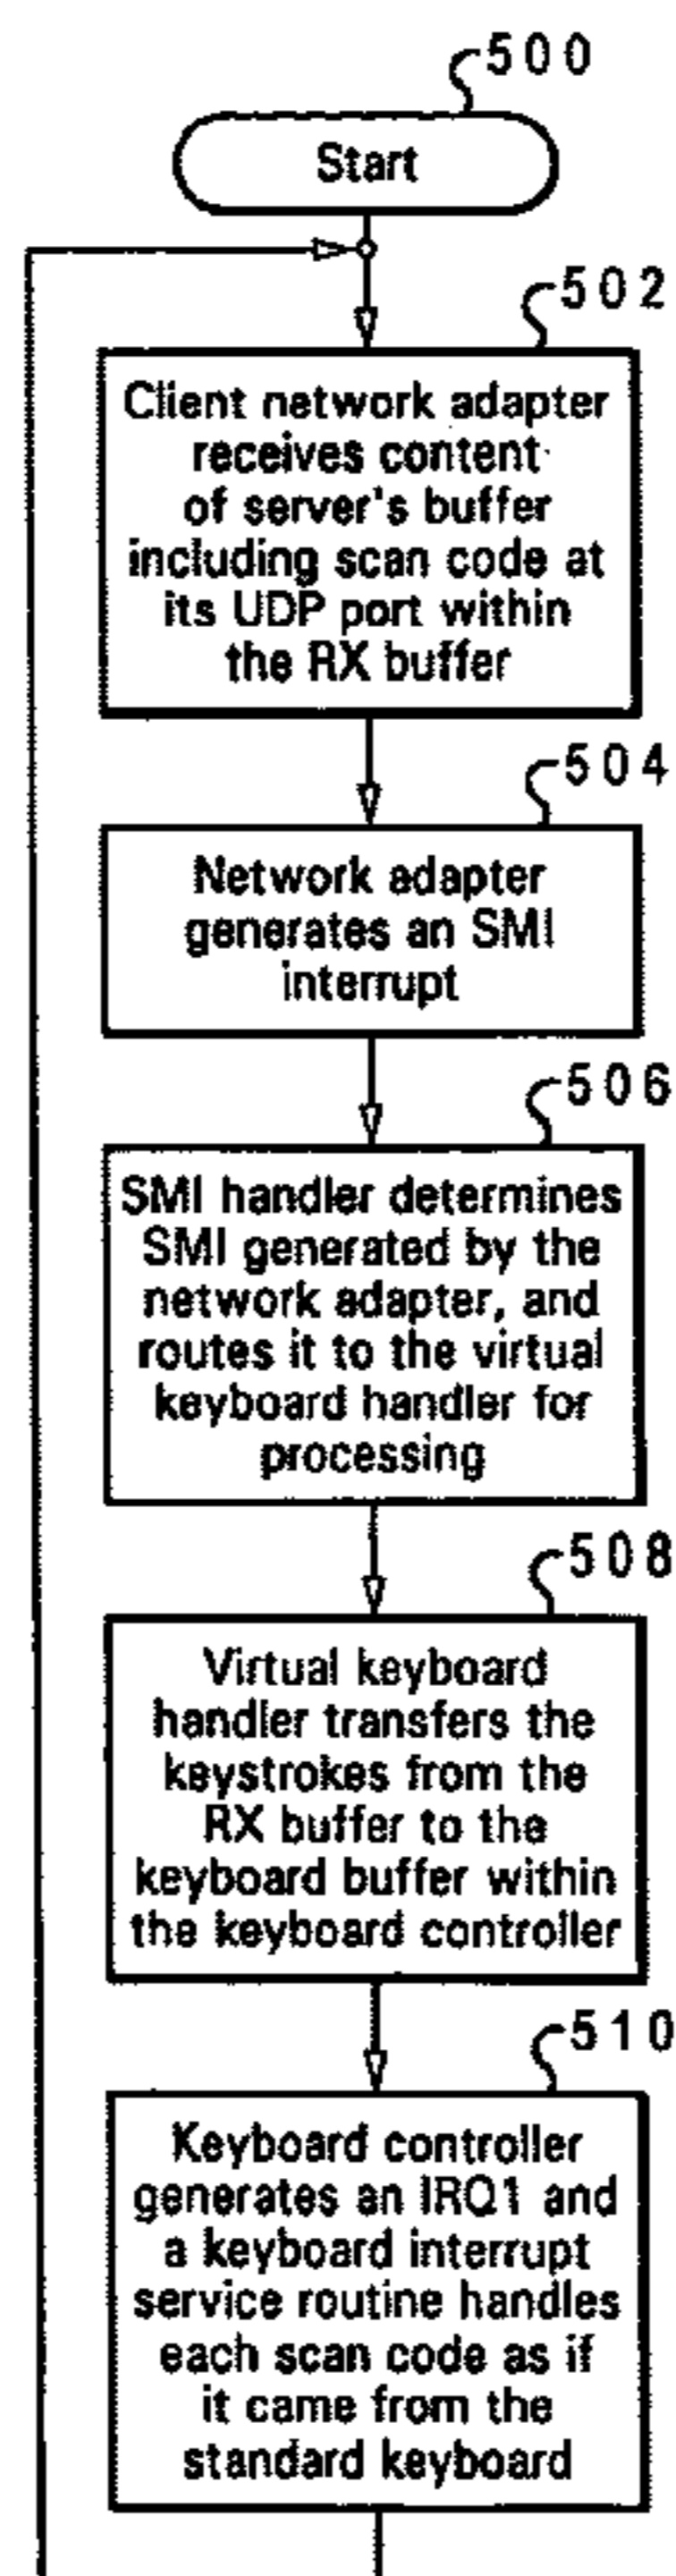 500
Start
502
Client network adapter
receives content
of server's buffer
including scan code at
its UDP port within
the RX buffer
504
Network adapter
generates an SMI
interrupt
506
SMI handler determines
SMI generated by the
network adapter, and
routes it to the virtual
keyboard handler for
processing
508
Virtual keyboard
handler transfers the
keystrokes from the
RX buffer to the
keyboard buffer within
the keyboard controller
510
Keyboard controller
generates an IRQ1 and
a keyboard interrupt
service routine handles
each scan code as if
it came from the
standard keyboard